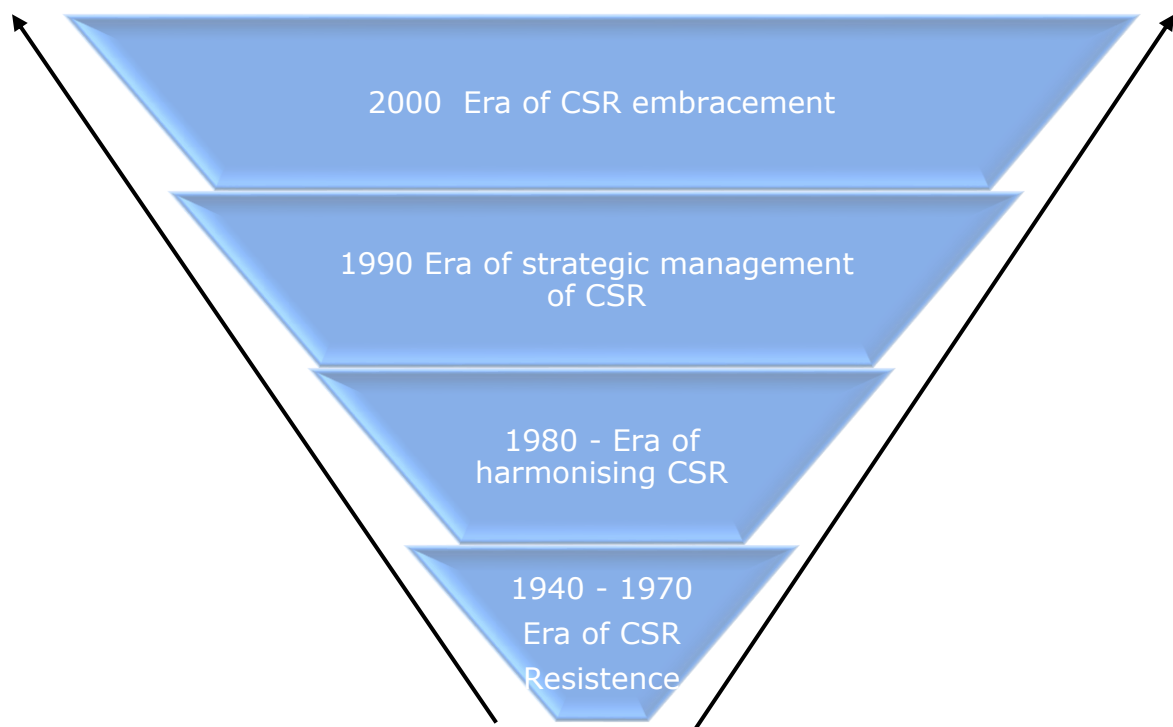 2000  Era of CSR embracement
1990 Era of strategic management
of CSR
1980 - Era of
harmonising CSR
1940 - 1970
Era of CSR
Resistence